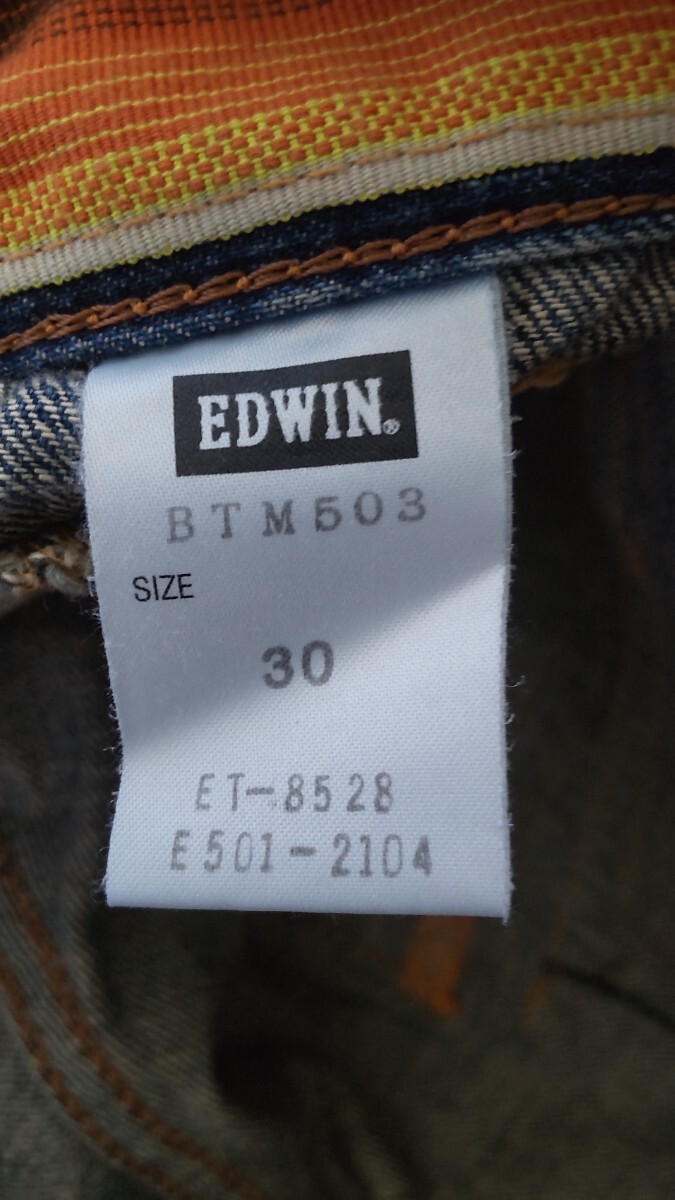 EDWIN®
BTM503
SIZE
30
ET-8528
E501-2104